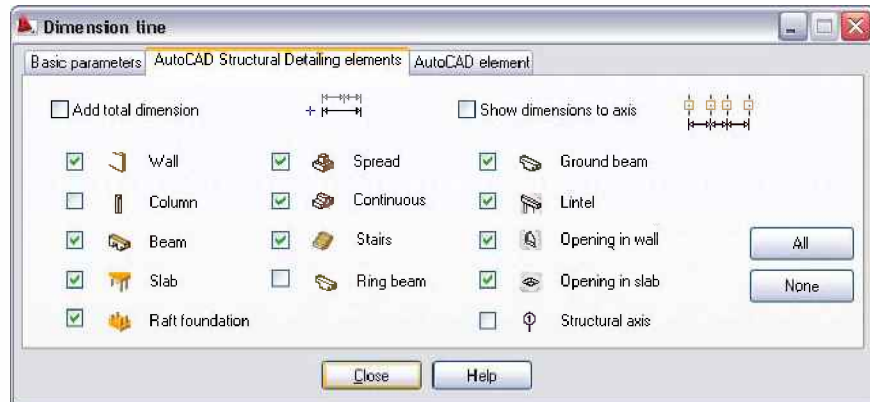 Dimension line
Basic parameters AutoCAD Structural Detailing elements AutoCAD element
Add total dimension Show dimensions to axis
Wall Spread Ground beam
Column Continuous Lintel
Beam Stairs Opening in wall All
Slab Ring beam Opening in slab None
Raft foundation Structural axis
Close Help